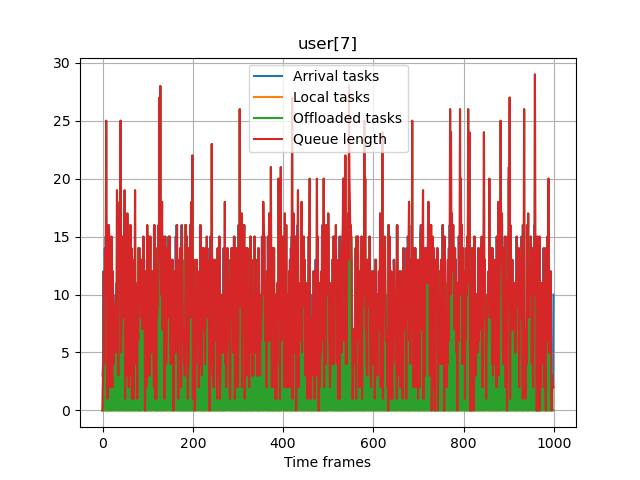 user[7]
30
25
20
15
10
5
0
Arrival tasks
Local tasks
Offloaded tasks
Queue length
0 200 400 600 800 1000
Time frames